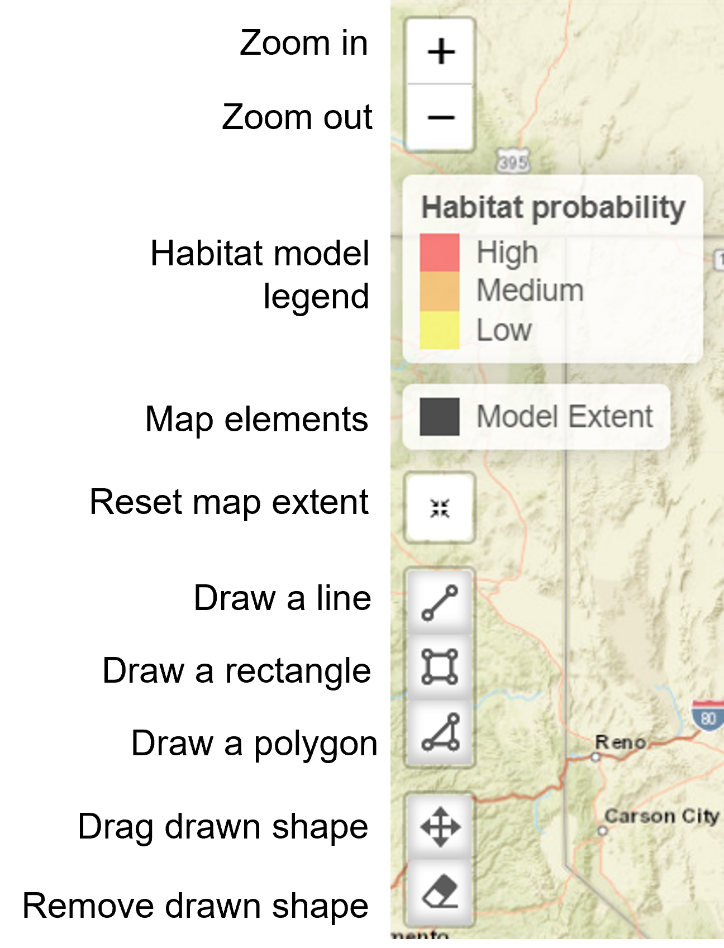 Zoom in
+
Zoom out
−
395
Habitat probability
Habitat model
legend
High
Medium
Low
Map elements
Model Extent
Reset map extent
Draw a line
Draw a rectangle
Draw a polygon
80
Reno
Carson City
Drag drawn shape
Remove drawn shape